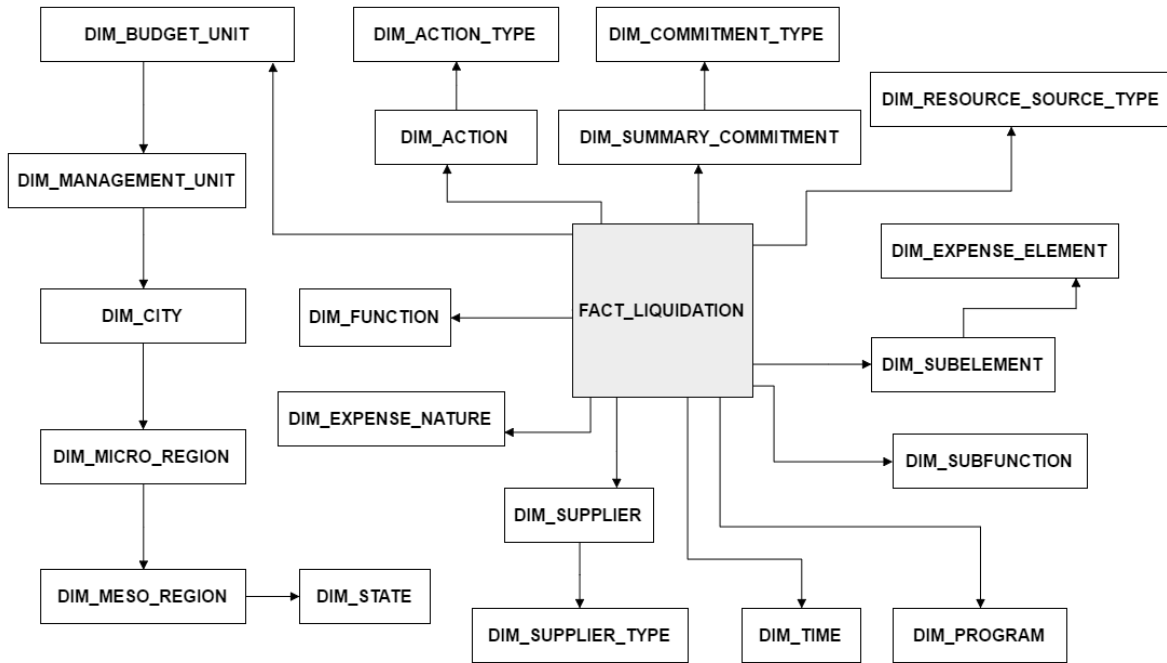 DIM_BUDGET_UNIT
DIM_ACTION_TYPE
DIM_COMMITMENT_TYPE
DIM_RESOURCE_SOURCE_TYPE
DIM_ACTION
DIM_SUMMARY_COMMITMENT
DIM_MANAGEMENT_UNIT
DIM_EXPENSE_ELEMENT
DIM_CITY
DIM_FUNCTION
FACT_LIQUIDATION
DIM_SUBELEMENT
DIM_EXPENSE_NATURE
DIM_MICRO_REGION
DIM_SUBFUNCTION
DIM_SUPPLIER
DIM_MESO_REGION
DIM_STATE
DIM_SUPPLIER_TYPE
DIM_TIME
DIM_PROGRAM